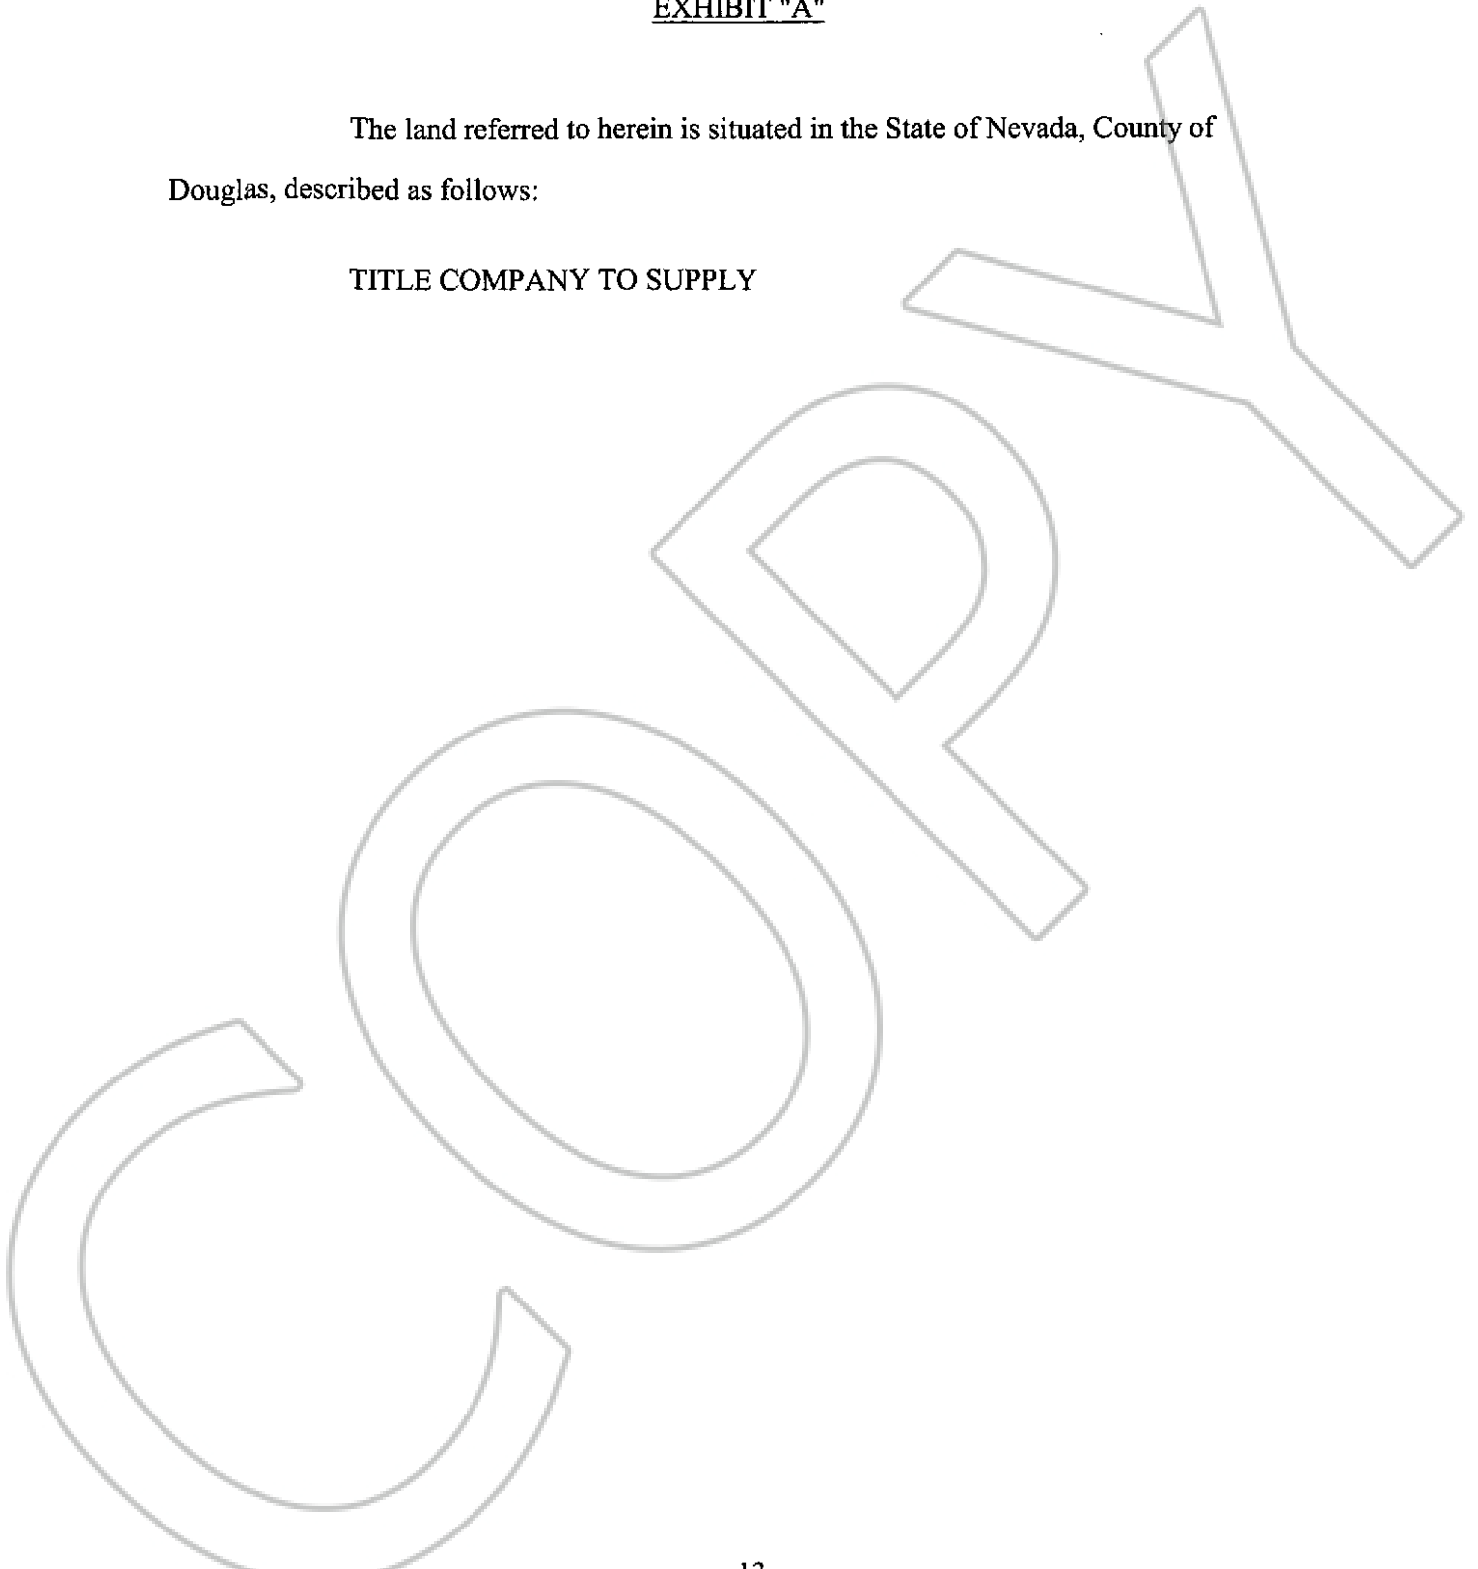 EXHIBIT "A"
The land referred to herein is situated in the State of Nevada, County of
Douglas, described as follows:
TITLE COMPANY TO SUPPLY
COPY